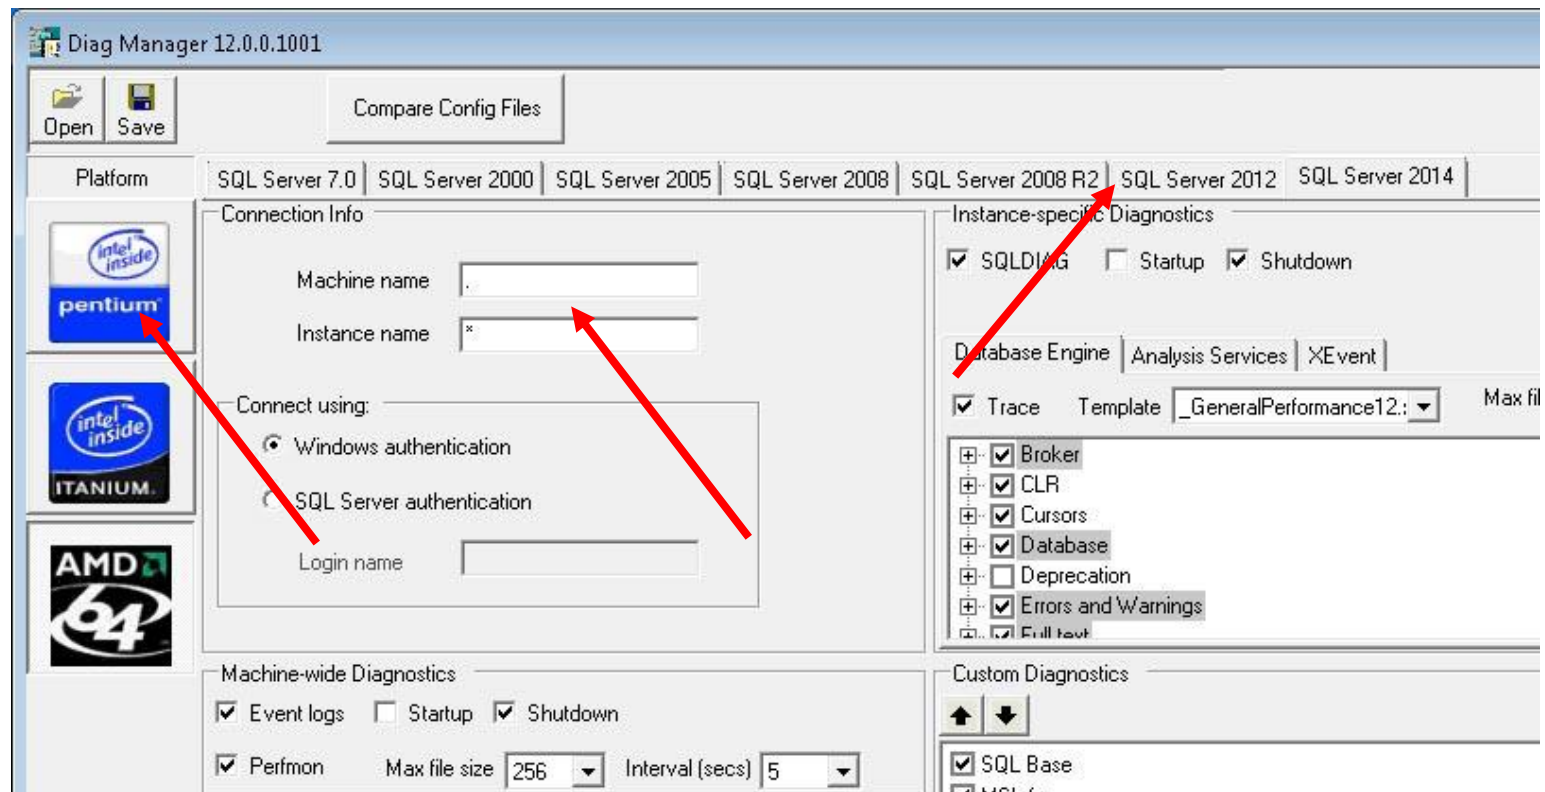 Diag Manager 12.0.0.1001
Open Save
Compare Config Files
Platform
SQL Server 7.0 SQL Server 2000 SQL Server 2005 SQL Server 2008 SQL Server 2008 R2 SQL Server 2012 SQL Server 2014
intel inside
pentium
intel inside
ITANIUM
AMD
64
Connection Info
Machine name .
Instance name *
Connect using:
Windows authentication
SQL Server authentication
Login name
Instance-specific Diagnostics
SQLDIAG Startup Shutdown
Database Engine Analysis Services XEvent
Trace Template _GeneralPerformance12.: Max fil
Broker
CLR
Cursors
Database
Deprecation
Errors and Warnings
Full text
Machine-wide Diagnostics
Event logs Startup Shutdown
Perfmon Max file size 256 Interval (secs) 5
Custom Diagnostics
SQL Base